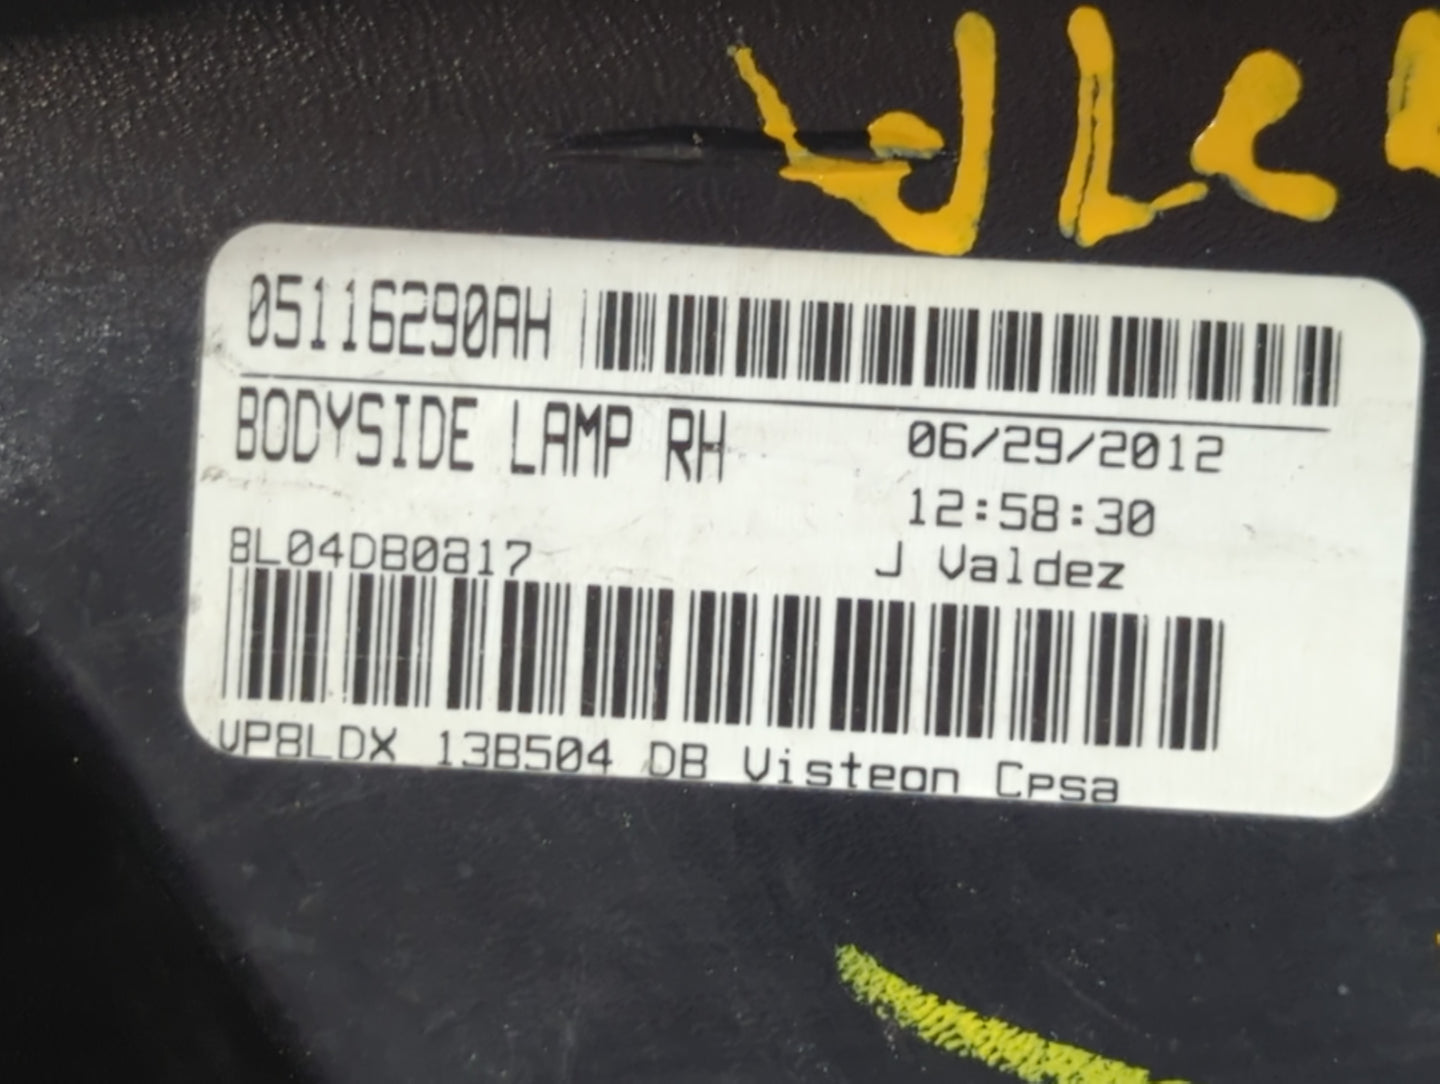 05116290AH
BODYSIDE LAMP RH
06/29/2012
12:58:30
J Valdez
8L04DB0817
VP8LDX 13B504 DB Visteon Cpsa